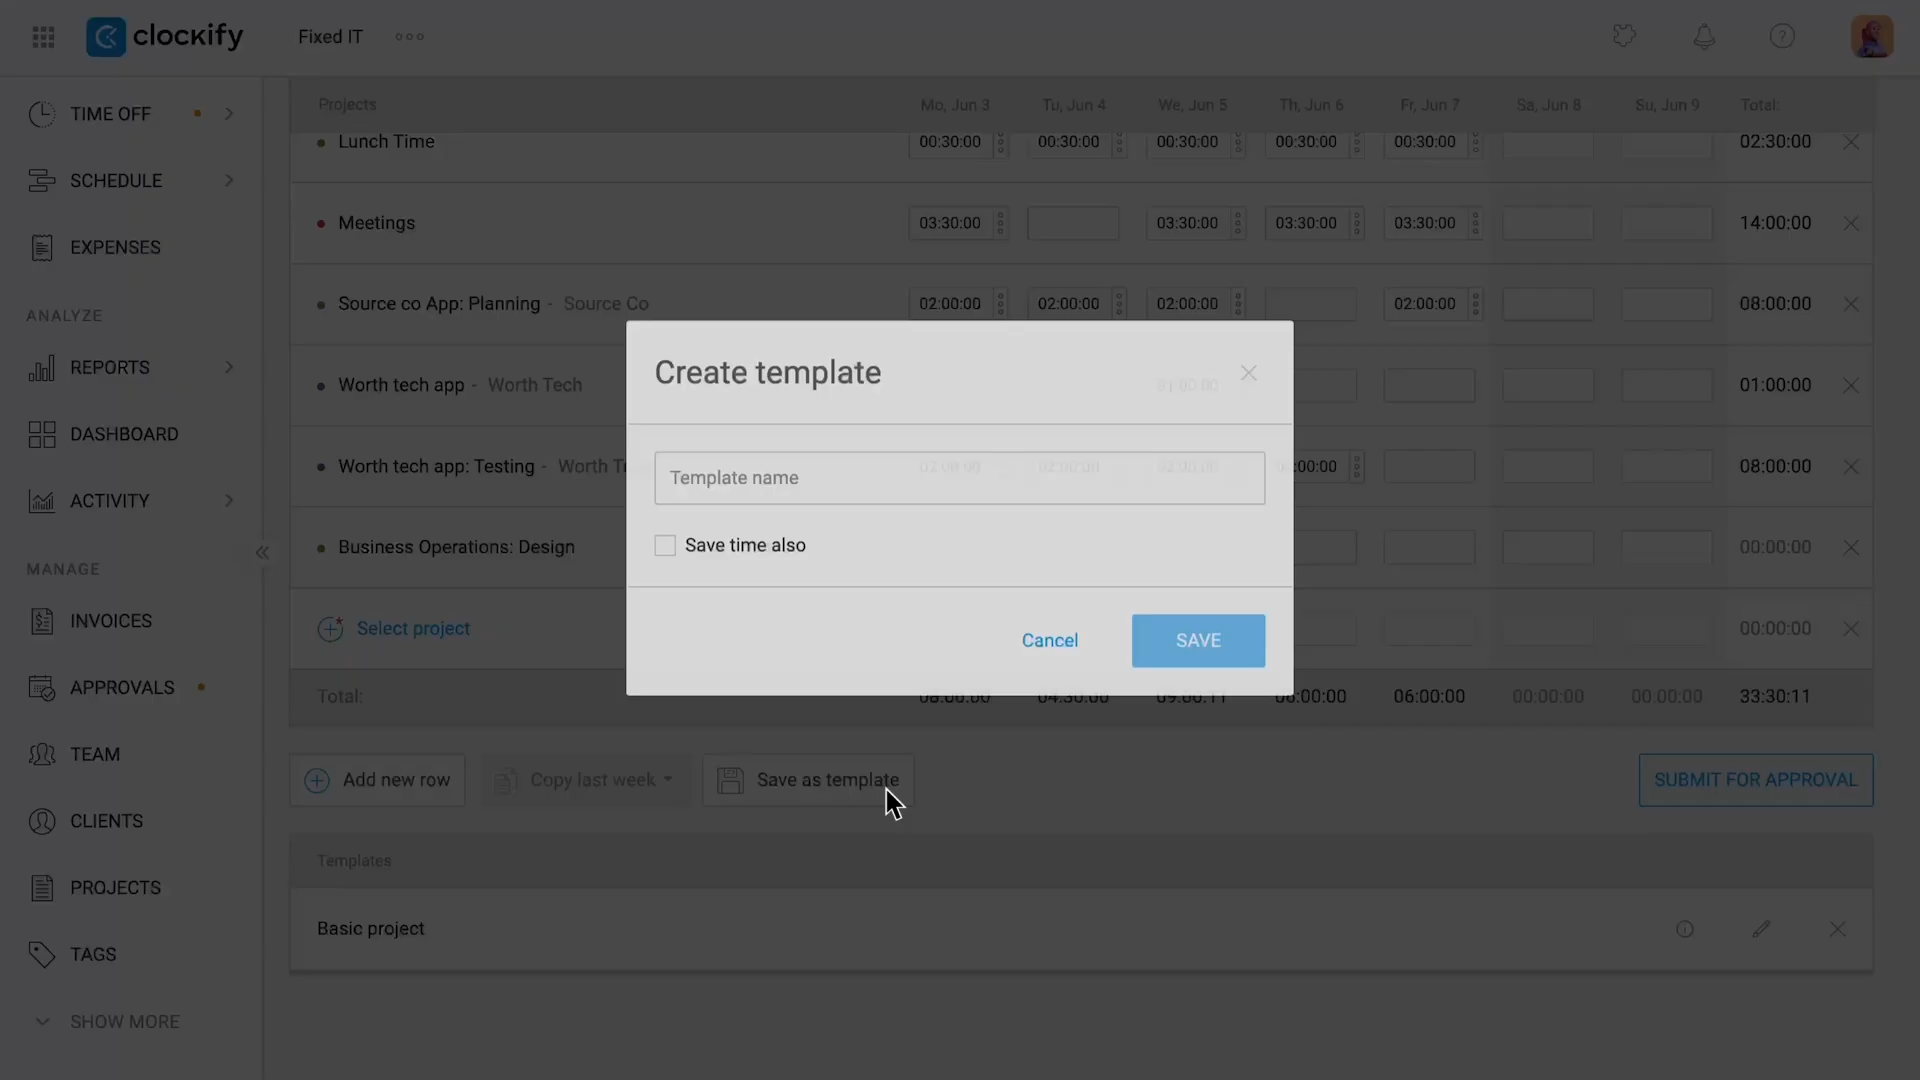 clockify Fixed IT
TIME OFF
SCHEDULE
EXPENSES
ANALYZE
REPORTS
DASHBOARD
ACTIVITY
MANAGE
INVOICES
APPROVALS
TEAM
CLIENTS
PROJECTS
TAGS
SHOW MORE
Projects Mo, Jun 3 Tu, Jun 4 We, Jun 5 Th, Jun 6 Fr, Jun 7 Sa, Jun 8 Su, Jun 9 Total:
Lunch Time 00:30:00 00:30:00 00:30:00 00:30:00 00:30:00 02:30:00
Meetings 03:30:00 03:30:00 03:30:00 03:30:00 14:00:00
Source co App: Planning - Source Co 02:00:00 02:00:00 02:00:00 02:00:00 08:00:00
Worth tech app - Worth Tech 01:00:00 01:00:00
Worth tech app: Testing - Worth 02:00:00 02:00:00 02:00:00 :00:00 08:00:00
Business Operations: Design 00:00:00
Select project 00:00:00
Total: 08:00:00 04:30:00 09:00:11 06:00:00 06:00:00 00:00:00 00:00:00 33:30:11
Create template
Template name
Save time also
Cancel SAVE
Add new row Copy last week Save as template SUBMIT FOR APPROVAL
Templates
Basic project